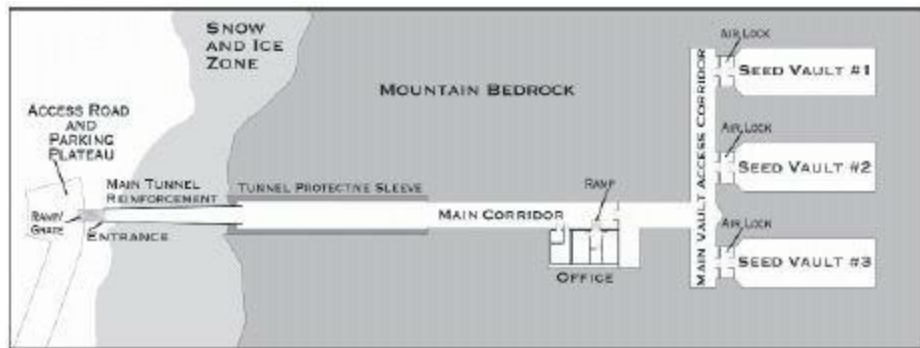 SNOW
AND ICE
ZONE
ACCESS ROAD
AND
PARKING
PLATEAU
RAMP/
GRATE
ENTRANCE
MAIN TUNNEL
REINFORCEMENT
TUNNEL PROTECTIVE SLEEVE
MOUNTAIN BEDROCK
MAIN CORRIDOR
RAMP
OFFICE
MAIN VAULT ACCESS CORRIDOR
AIR LOCK
SEED VAULT #1
AIR LOCK
SEED VAULT #2
AIR LOCK
SEED VAULT #3